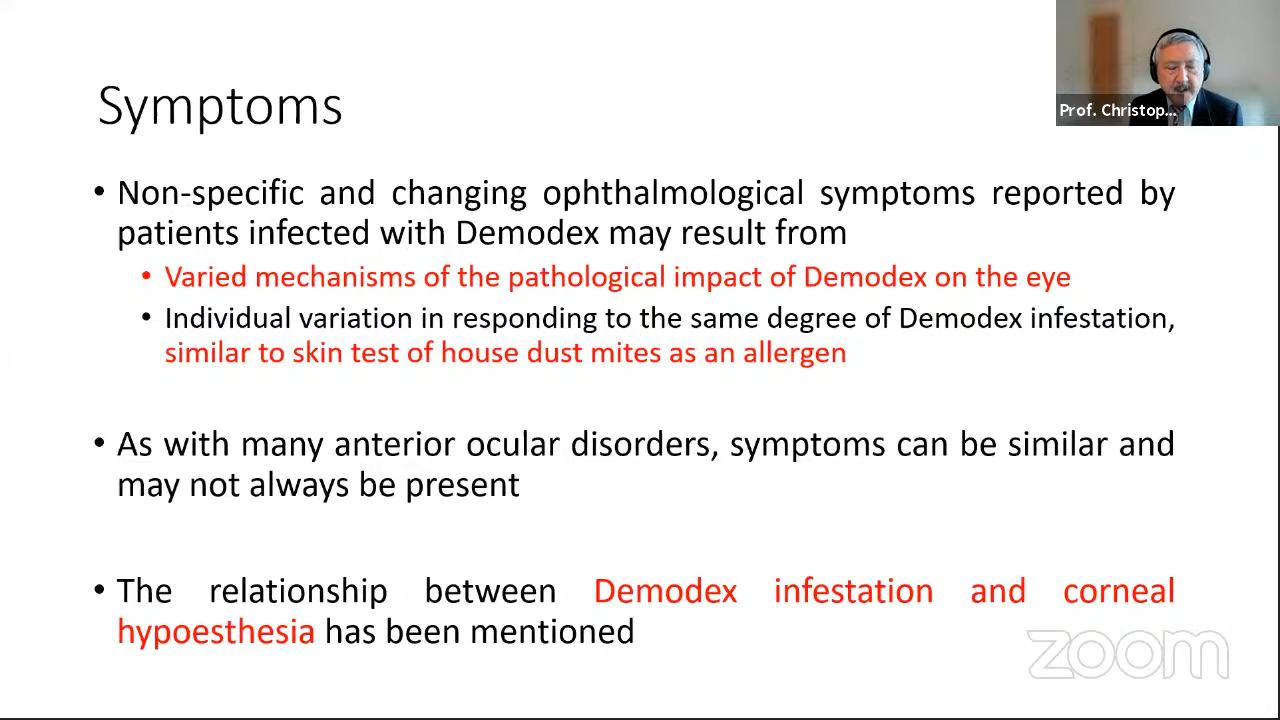 Prof. Christop...
Symptoms
• Non-specific and changing ophthalmological symptoms reported by
patients infected with Demodex may result from
• Varied mechanisms of the pathological impact of Demodex on the eye
• Individual variation in responding to the same degree of Demodex infestation,
similar to skin test of house dust mites as an allergen
• As with many anterior ocular disorders, symptoms can be similar and
may not always be present
• The relationship between Demodex infestation and corneal
hypoesthesia has been mentioned
zoom